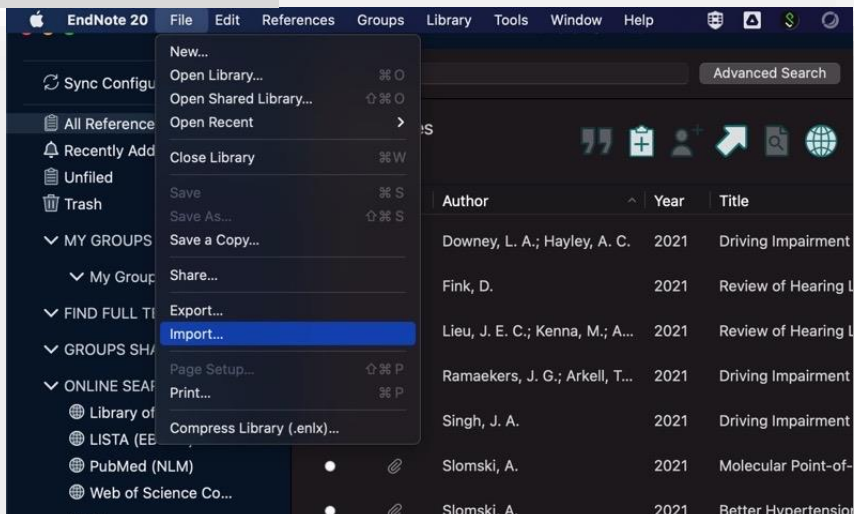 EndNote 20 File Edit References Groups Library Tools Window Help
New...
Open Library... ⌘ O
Open Shared Library... ⇧ ⌘ O
Open Recent
Close Library ⌘ W
Save ⌘ S
Save As... ⇧ ⌘ S
Save a Copy...
Share...
Export...
Import...
Page Setup... ⇧ ⌘ P
Print... ⌘ P
Compress Library (.enlx)...
Sync Configu
All Reference
Recently Add
Unfiled
Trash
MY GROUPS
My Group
FIND FULL TE
GROUPS SHA
ONLINE SEAR
Library of
LISTA (EB
PubMed (NLM)
Web of Science Co...
Advanced Search
es
Author Year Title
Downey, L. A.; Hayley, A. C. 2021 Driving Impairment
Fink, D. 2021 Review of Hearing L
Lieu, J. E. C.; Kenna, M.; A... 2021 Review of Hearing L
Ramaekers, J. G.; Arkell, T... 2021 Driving Impairment
Singh, J. A. 2021 Driving Impairment
Slomski, A. 2021 Molecular Point-of-
Slomski, A. 2021 Better Hypertension